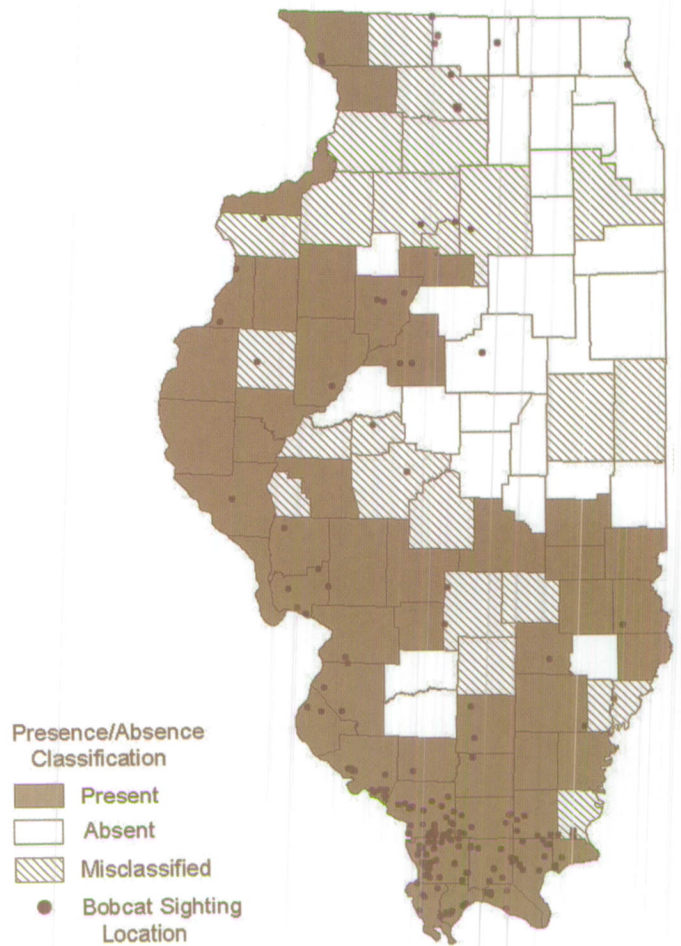 Presence/Absence
Classification
Present
Absent
Misclassified
Bobcat Sighting
Location